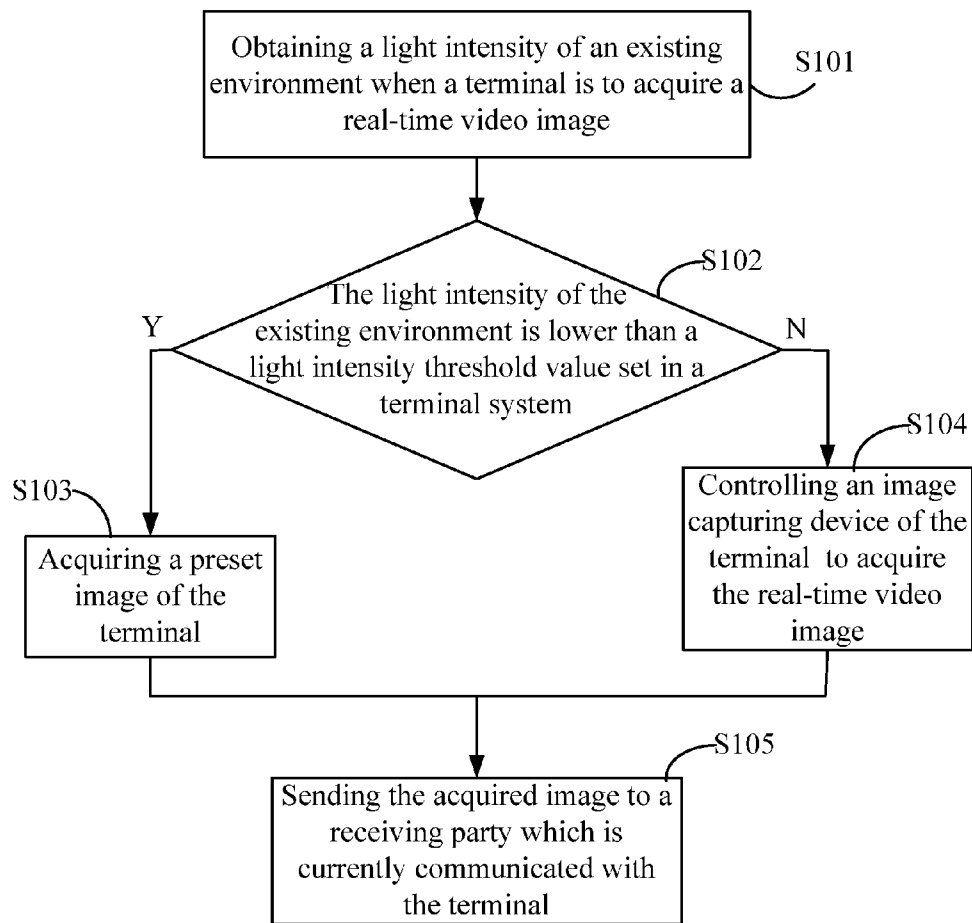 Obtaining a light intensity of an existing
environment when a terminal is to acquire a
real-time video image
S101
S102
The light intensity of the
existing environment is lower than a
light intensity threshold value set in a
terminal system
Y
N
S103
Acquiring a preset
image of the
terminal
S104
Controlling an image
capturing device of the
terminal to acquire
the real-time video
image
S105
Sending the acquired image to a
receiving party which is
currently communicated with
the terminal